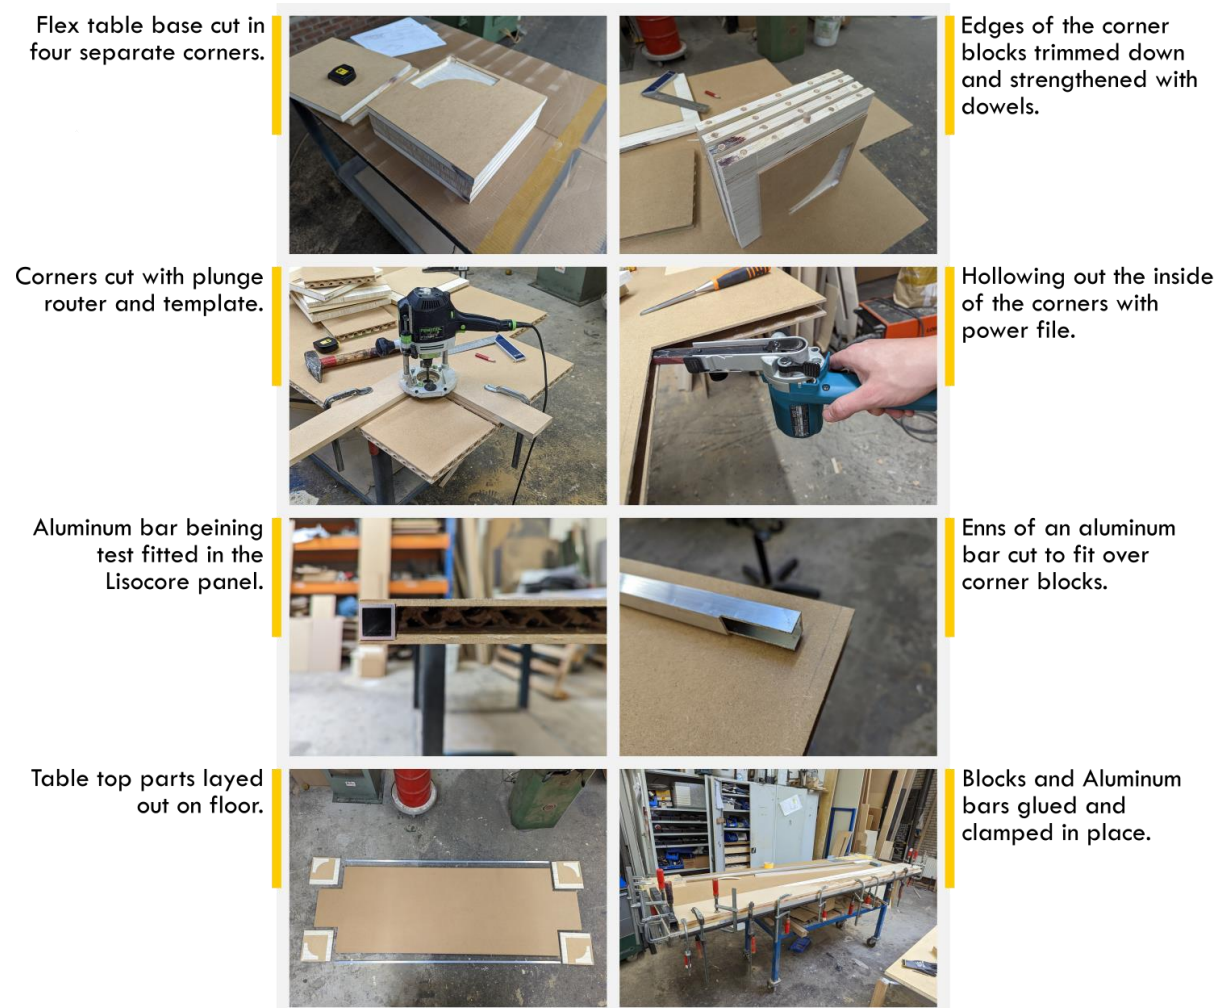 Flex table base cut in
four separate corners.
Edges of the corner
blocks trimmed down
and strengthened with
dowels.
Corners cut with plunge
router and template.
Hollowing out the inside
of the corners with
power file.
Aluminum bar beining
test fitted in the
Lisocore panel.
Enns of an aluminum
bar cut to fit over
corner blocks.
Table top parts layed
out on floor.
Blocks and Aluminum
bars glued and
clamped in place.